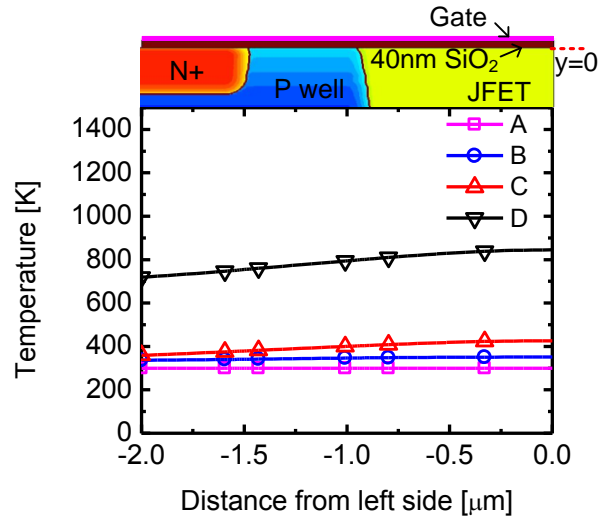 Gate
40nm SiO2
y=0
N+
P well
JFET
1400
1200
1000
800
600
400
200
0
A
B
C
D
Temperature [K]
-2.0 -1.5 -1.0 -0.5 0.0
Distance from left side [μm]